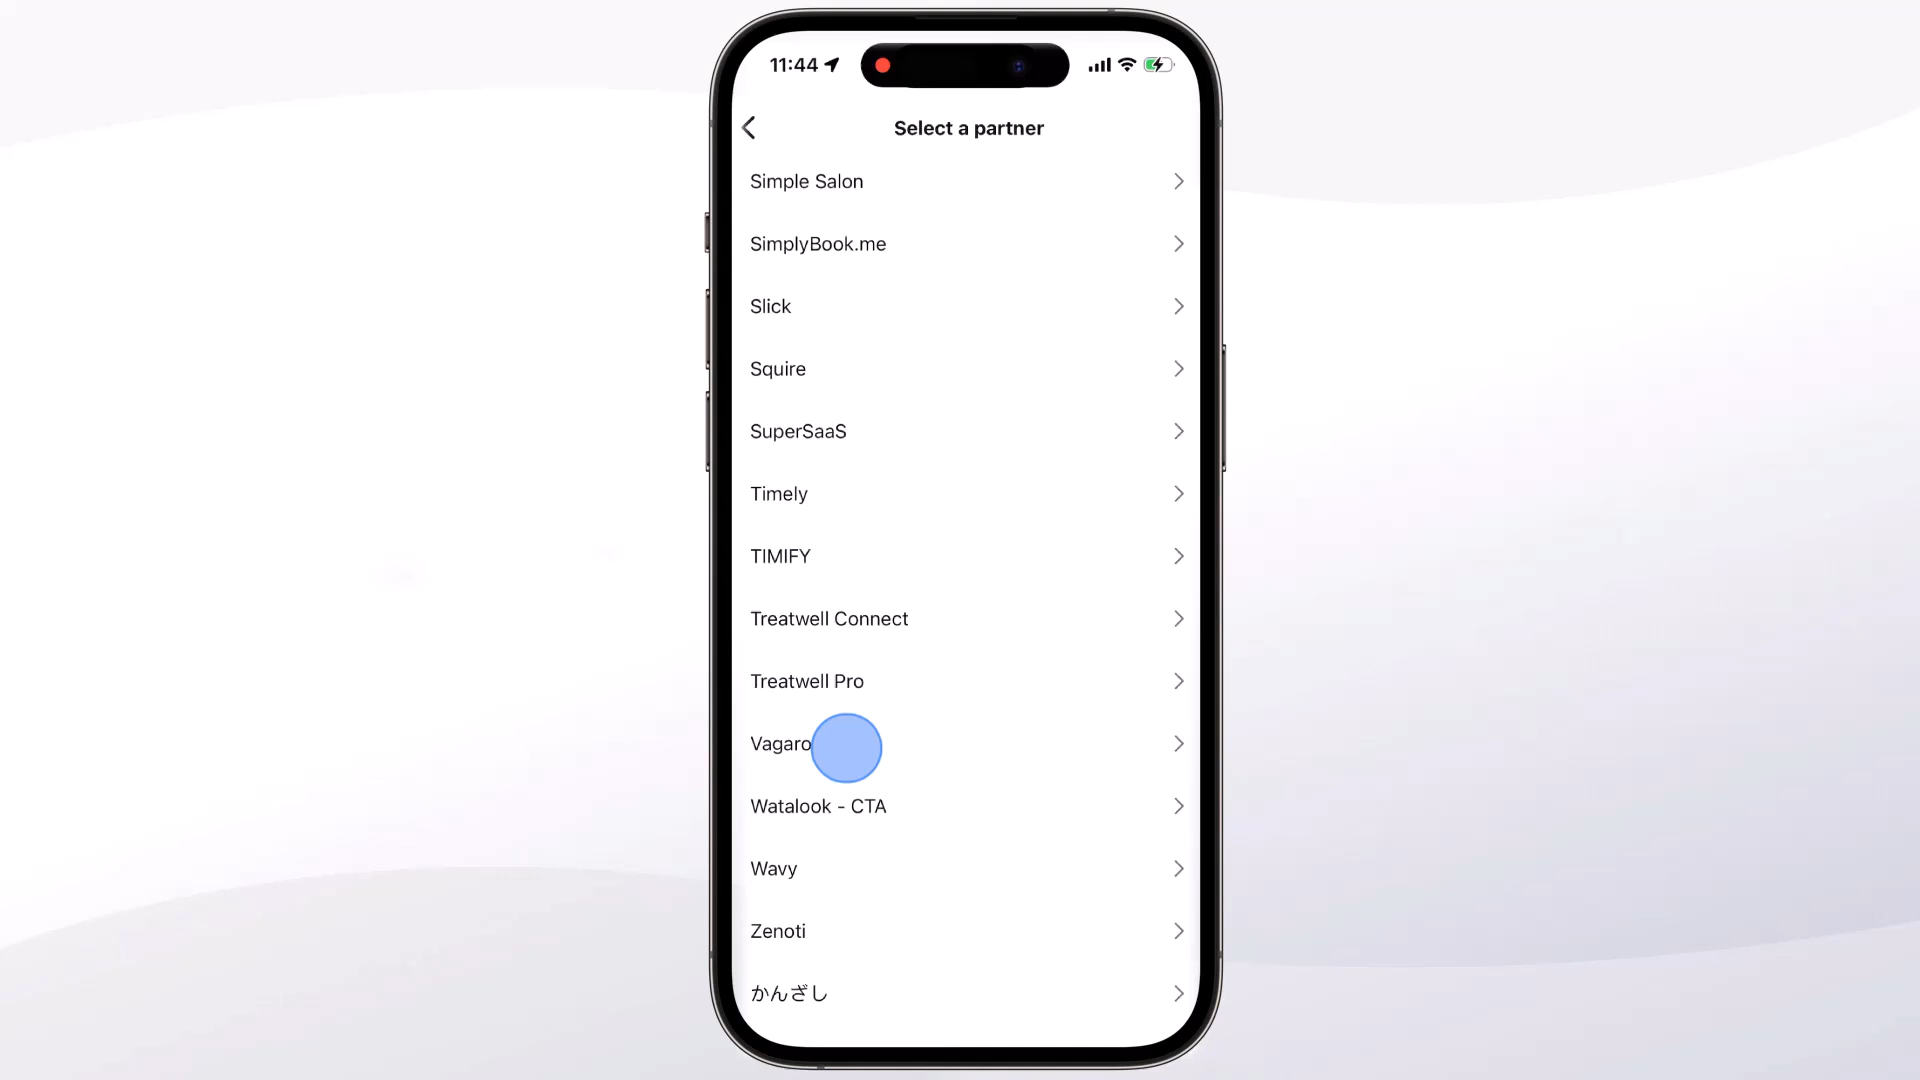 11:44
Select a partner
Simple Salon
SimplyBook.me
Slick
Squire
SuperSaaS
Timely
TIMIFY
Treatwell Connect
Treatwell Pro
Vagaro
Watalook - CTA
Wavy
Zenoti
かんざし